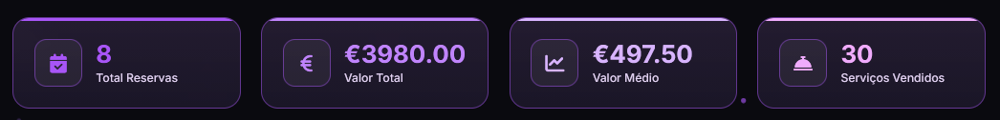 8
Total Reservas
€
€3980.00
Valor Total
€497.50
Valor Médio
30
Serviços Vendidos